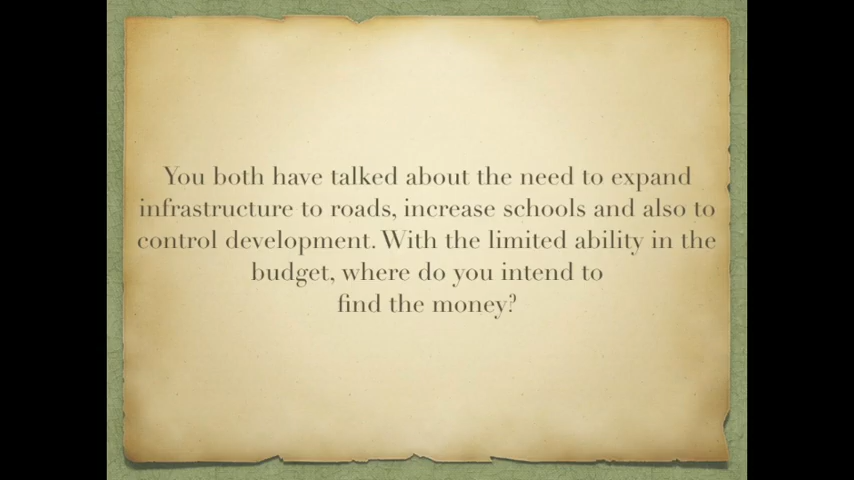 You both have talked about the need to expand
infrastructure to roads, increase schools and also to
control development. With the limited ability in the
budget, where do you intend to
find the money?